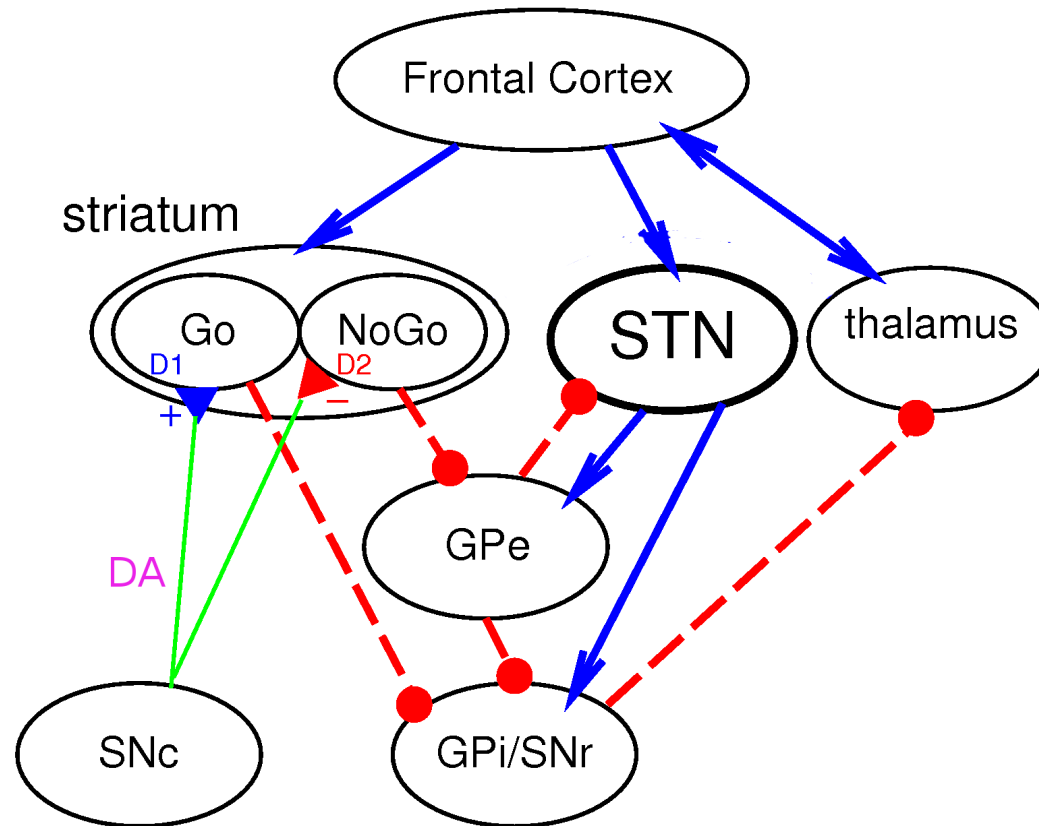 Frontal Cortex
striatum
Go
NoGo
STN
thalamus
D1
D2
+
−
GPe
DA
SNc
GPi/SNr